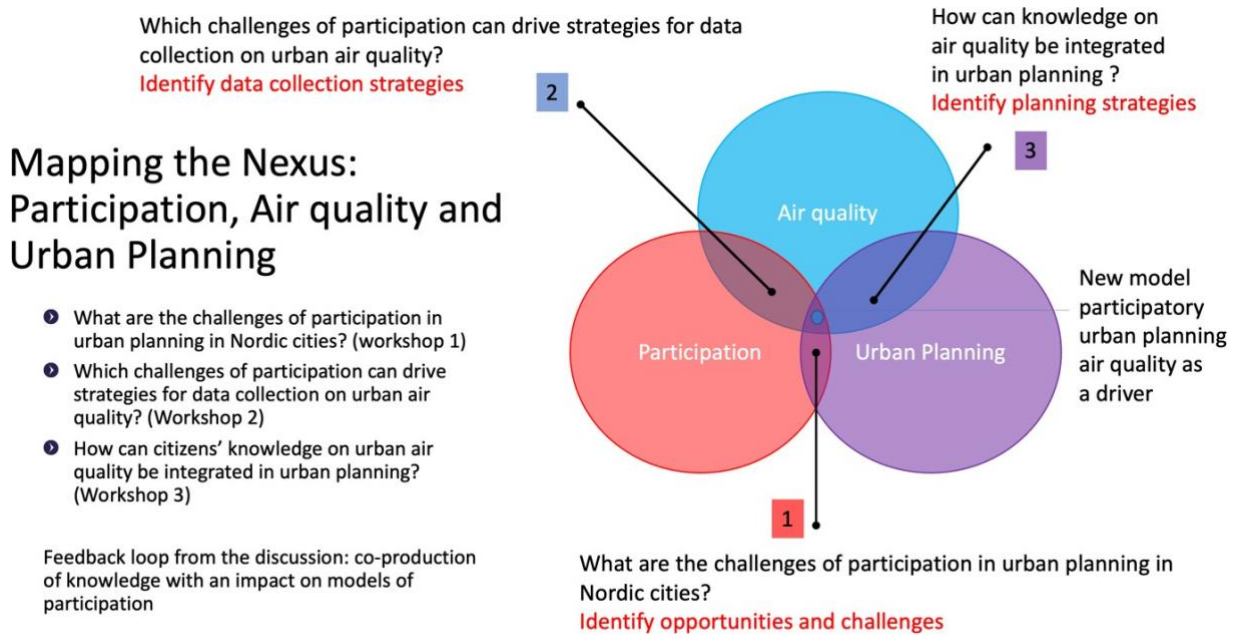 Which challenges of participation can drive strategies for data
collection on urban air quality?
Identify data collection strategies
How can knowledge on
air quality be integrated
in urban planning ?
Identify planning strategies
2
3
Mapping the Nexus:
Participation, Air quality and
Urban Planning
What are the challenges of participation in
urban planning in Nordic cities? (workshop 1)
Which challenges of participation can drive
strategies for data collection on urban air
quality? (Workshop 2)
How can citizens’ knowledge on urban air
quality be integrated in urban planning?
(Workshop 3)
Feedback loop from the discussion: co-production
of knowledge with an impact on models of
participation
Air quality
Participation
Urban Planning
New model
participatory
urban planning
air quality as
a driver
1
What are the challenges of participation in urban planning in
Nordic cities?
Identify opportunities and challenges